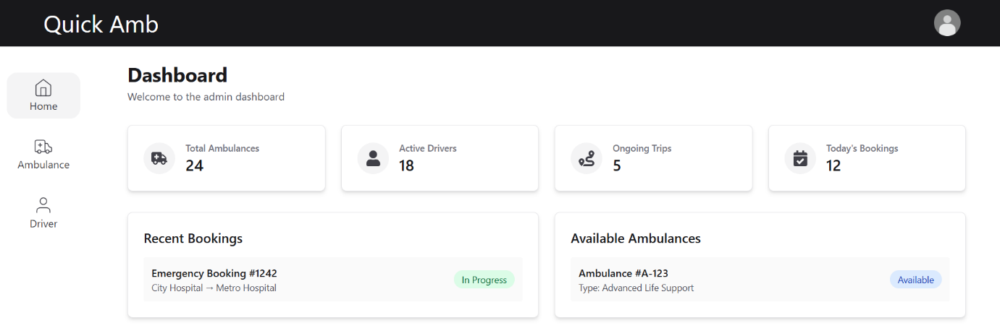 Quick Amb
Home
Ambulance
Driver
Dashboard
Welcome to the admin dashboard
Total Ambulances
24
Active Drivers
18
Ongoing Trips
5
Today's Bookings
12
Recent Bookings
Emergency Booking #1242
City Hospital → Metro Hospital
In Progress
Available Ambulances
Ambulance #A-123
Type: Advanced Life Support
Available